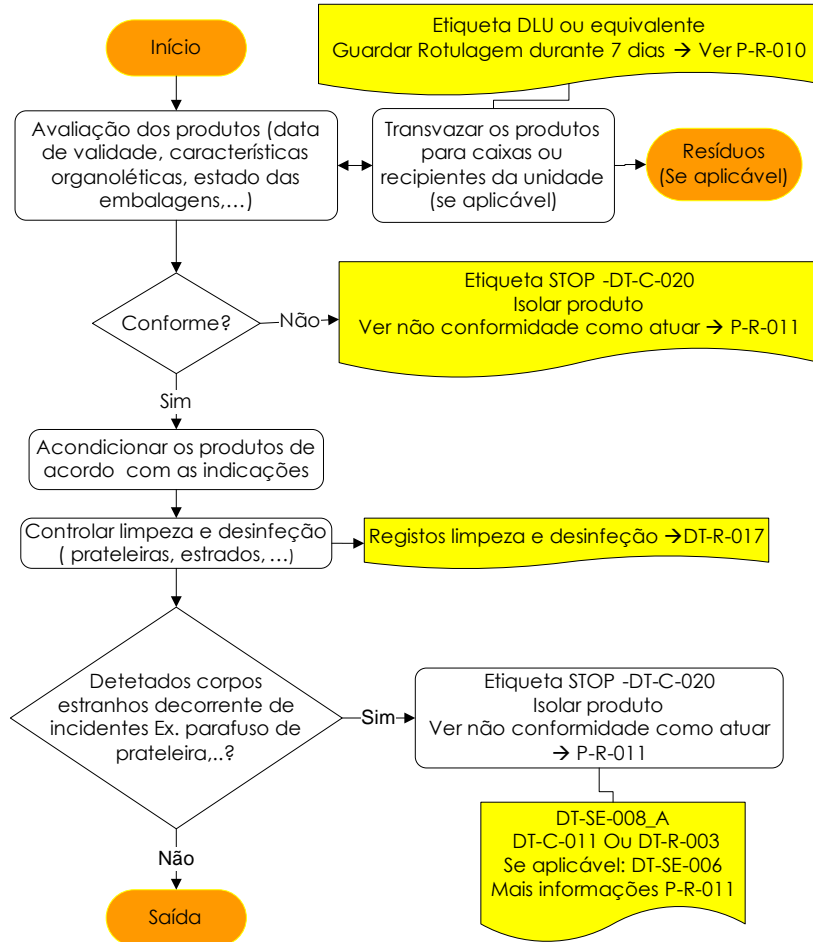 Início
Etiqueta DLU ou equivalente
Guardar Rotulagem durante 7 dias → Ver P-R-010
Avaliação dos produtos (data
de validade, características
organoléticas, estado das
embalagens,...)
Transvazar os produtos
para caixas ou
recipientes da unidade
(se aplicável)
Resíduos
(Se aplicável)
Conforme?
Não
Etiqueta STOP -DT-C-020
Isolar produto
Ver não conformidade como atuar → P-R-011
Sim
Acondicionar os produtos de
acordo com as indicações
Controlar limpeza e desinfeção
( prateleiras, estrados, ...)
Registos limpeza e desinfeção →DT-R-017
Detetados corpos
estranhos decorrente de
incidentes Ex. parafuso de
prateleira,..?
Sim
Etiqueta STOP -DT-C-020
Isolar produto
Ver não conformidade como atuar
→ P-R-011
DT-SE-008_A
DT-C-011 Ou DT-R-003
Se aplicável: DT-SE-006
Mais informações P-R-011
Não
Saída